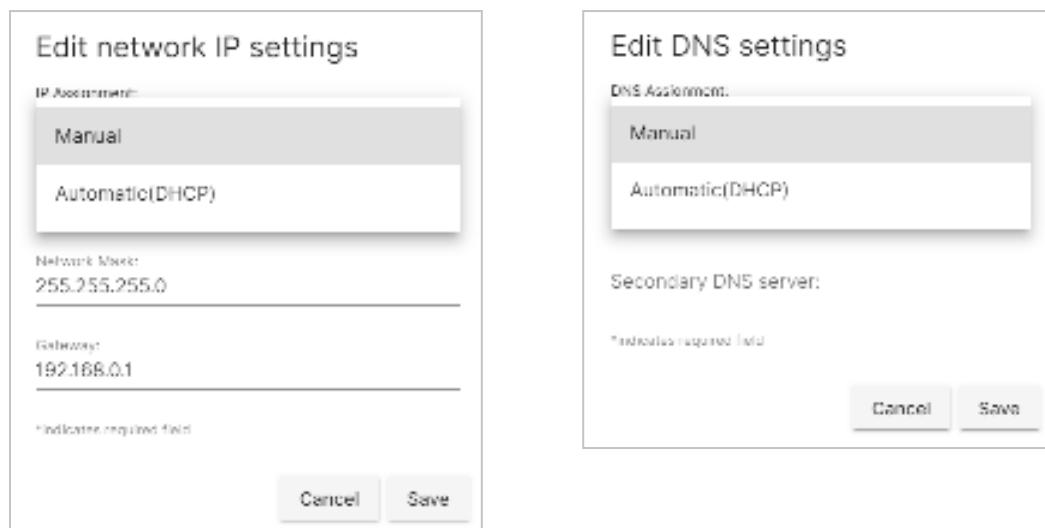 Edit network IP settings
IP Assignment:
Manual
Automatic(DHCP)
Network Mask:
255.255.255.0
Gateway:
192.168.0.1
*Indicates required field
Cancel
Save
Edit DNS settings
DNS Assignment:
Manual
Automatic(DHCP)
Secondary DNS server:
*Indicates required field
Cancel
Save